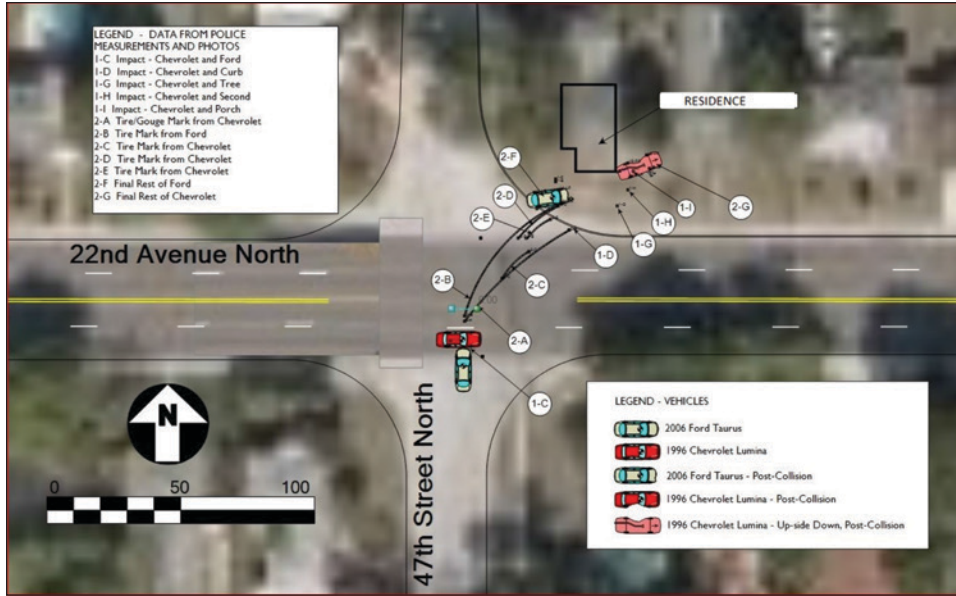 LEGEND - DATA FROM POLICE
MEASUREMENTS AND PHOTOS
1-C Impact - Chevrolet and Ford
1-D Impact - Chevrolet and Curb
1-G Impact - Chevrolet and Tree
1-H Impact - Chevrolet and Second
1-I Impact - Chevrolet and Porch
2-A Tire/Gouge Mark from Chevrolet
2-B Tire Mark from Ford
2-C Tire Mark from Chevrolet
2-D Tire Mark from Chevrolet
2-E Tire Mark from Chevrolet
2-F Final Rest of Ford
2-G Final Rest of Chevrolet
RESIDENCE
2-F
2-D
2-E
2-G
1-I
1-H
1-G
1-D
22nd Avenue North
2-B
2-C
2-A
1-C
47th Street North
N
0 50 100
LEGEND - VEHICLES
2006 Ford Taurus
1996 Chevrolet Lumina
2006 Ford Taurus - Post-Collision
1996 Chevrolet Lumina - Post-Collision
1996 Chevrolet Lumina - Up-side Down, Post-Collision